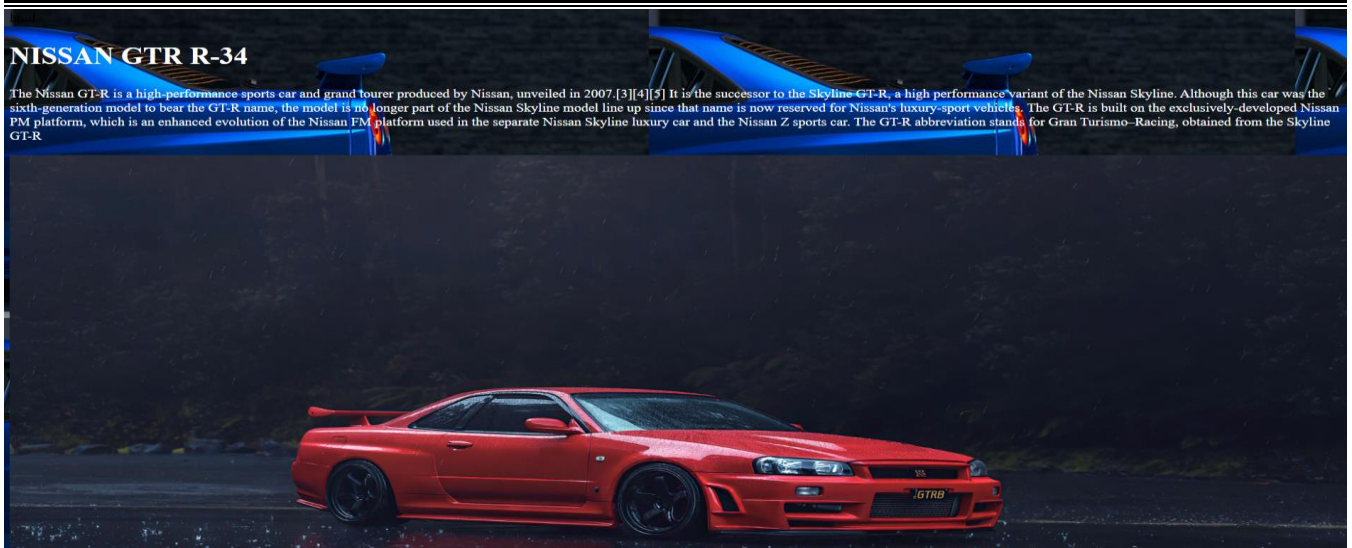 NISSAN GTR R-34
The Nissan GT-R is a high-performance sports car and grand tourer produced by Nissan, unveiled in 2007.[3][4][5] It is the successor to the Skyline GT-R, a high performance variant of the Nissan Skyline. Although this car was the
sixth-generation model to bear the GT-R name, the model is no longer part of the Nissan Skyline model line up since that name is now reserved for Nissan's luxury-sport vehicles. The GT-R is built on the exclusively-developed Nissan
PM platform, which is an enhanced evolution of the Nissan FM platform used in the separate Nissan Skyline luxury car and the Nissan Z sports car. The GT-R abbreviation stands for Gran Turismo–Racing, obtained from the Skyline
GT-R
GTRB